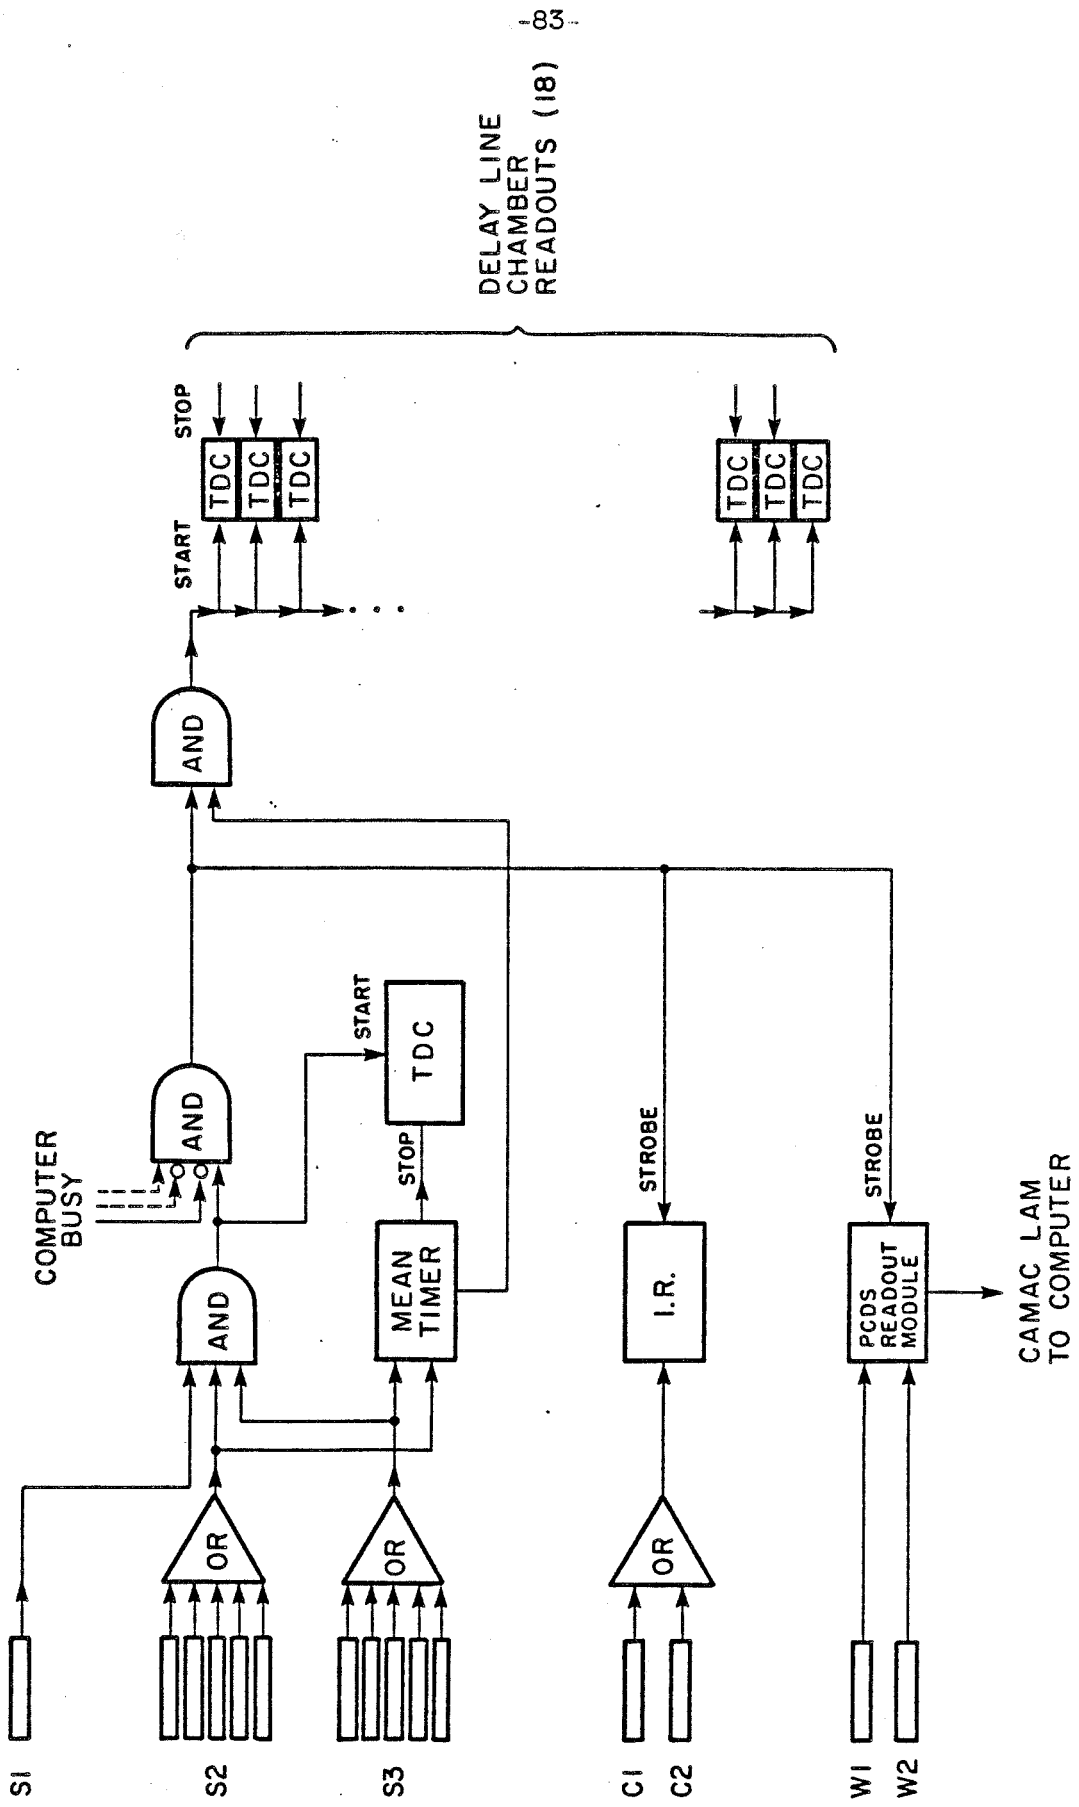 -83-
DELAY LINE
CHAMBER
READOUTS (18)
START
STOP
TDC
TDC
TDC
TDC
TDC
TDC
AND
COMPUTER
BUSY
AND
START
TDC
STOP
AND
MEAN
TIMER
STROBE
I.R.
STROBE
PCDS
READOUT
MODULE
CAMAC LAM
TO COMPUTER
OR
OR
OR
S1
S2
S3
C1
C2
W1
W2